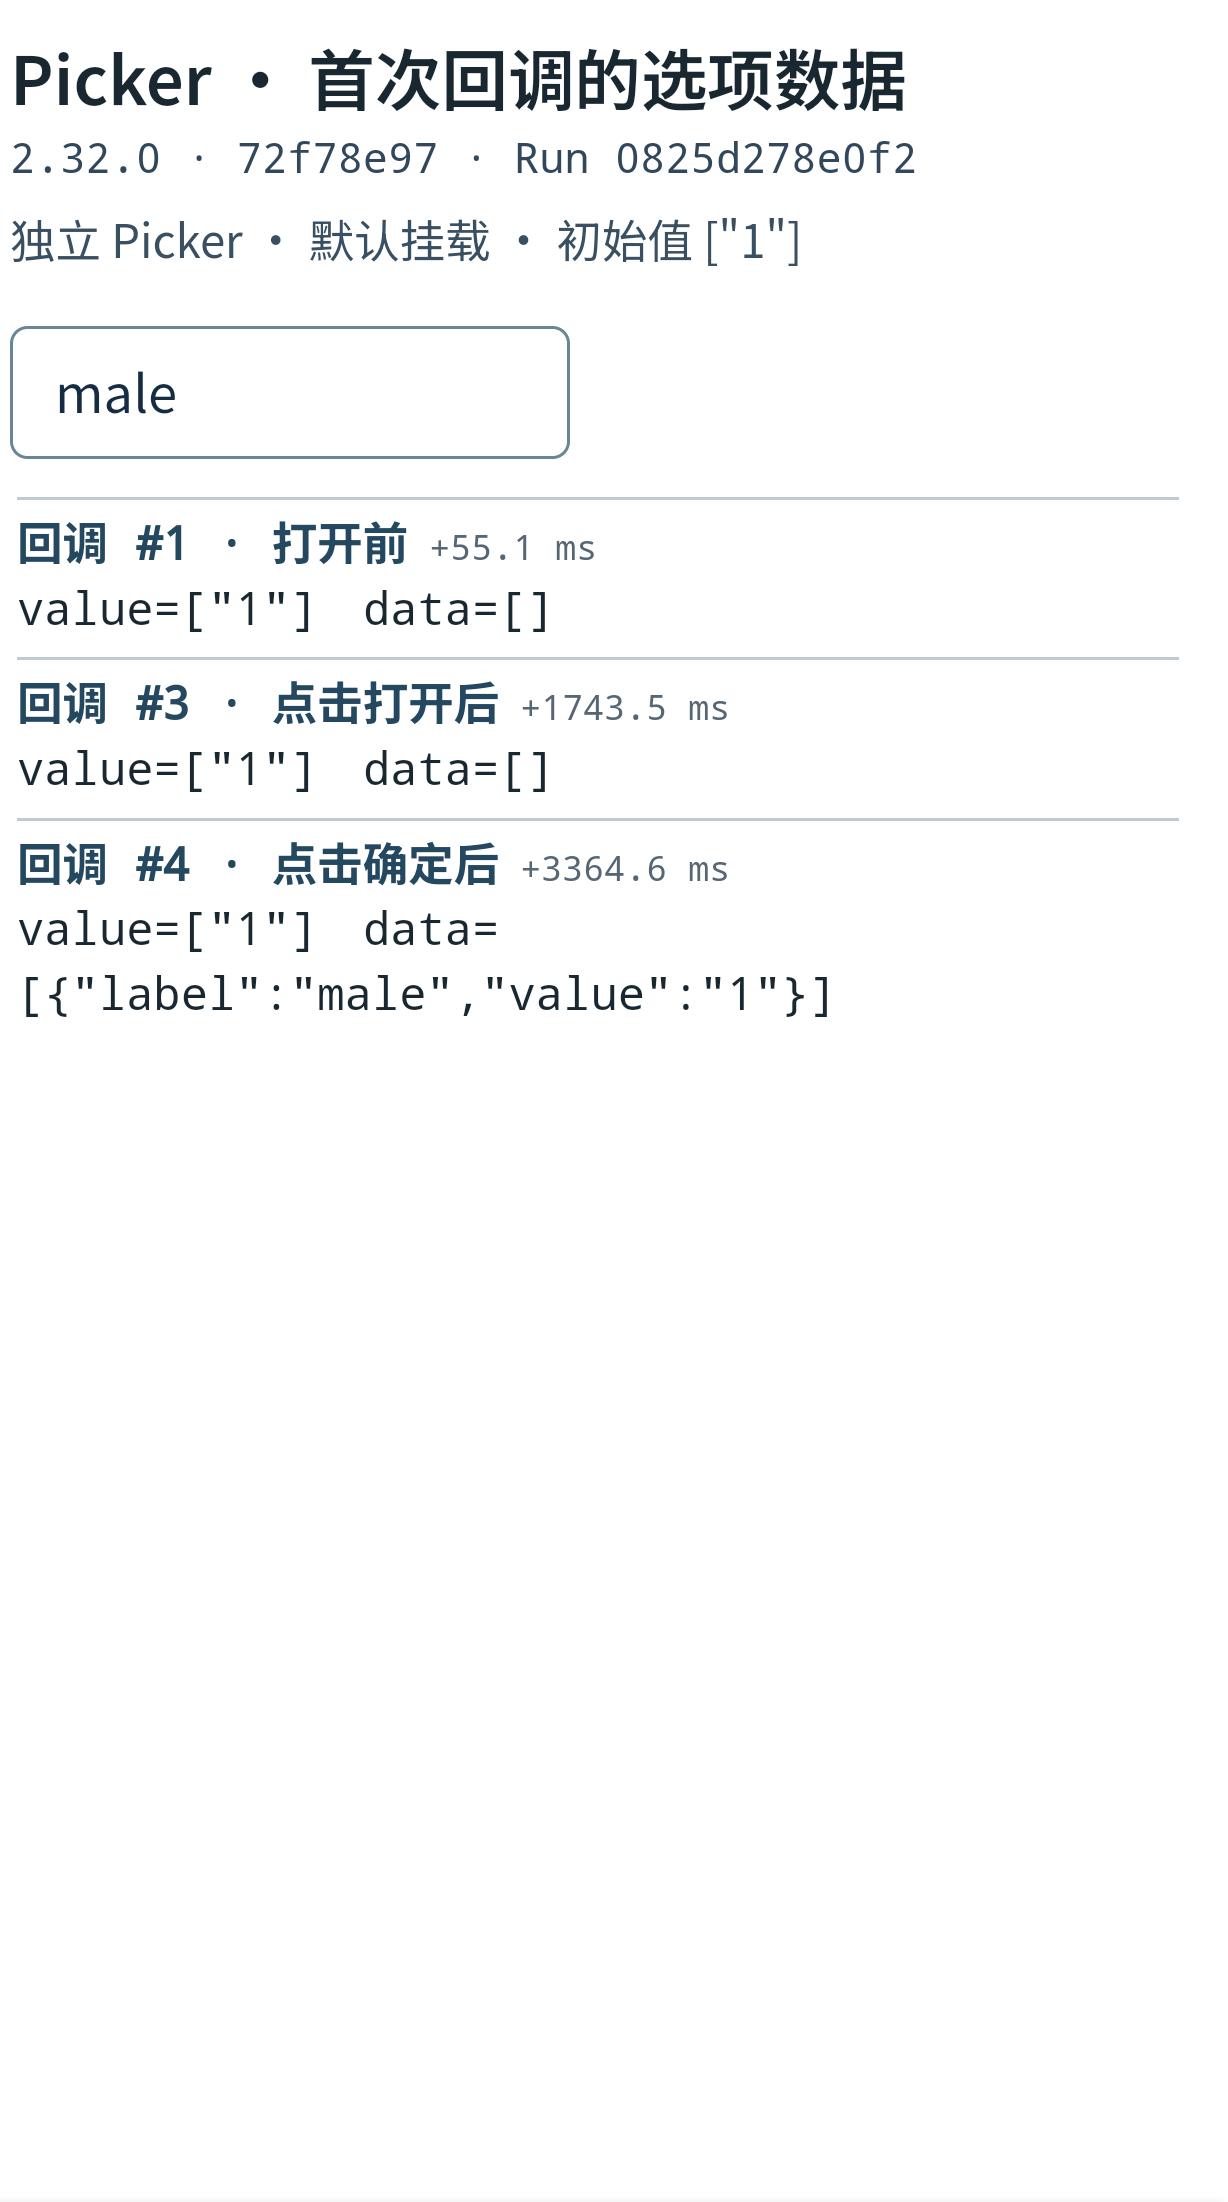 Picker · 首次回调的选项数据
2.32.0 · 72f78e97 · Run 0825d278e0f2
独立 Picker · 默认挂载 · 初始值 ["1"]
male
回调 #1 · 打开前 +55.1 ms
value=["1"] data=[]
回调 #3 · 点击打开后 +1743.5 ms
value=["1"] data=[]
回调 #4 · 点击确定后 +3364.6 ms
value=["1"] data=
[{"label":"male","value":"1"}]